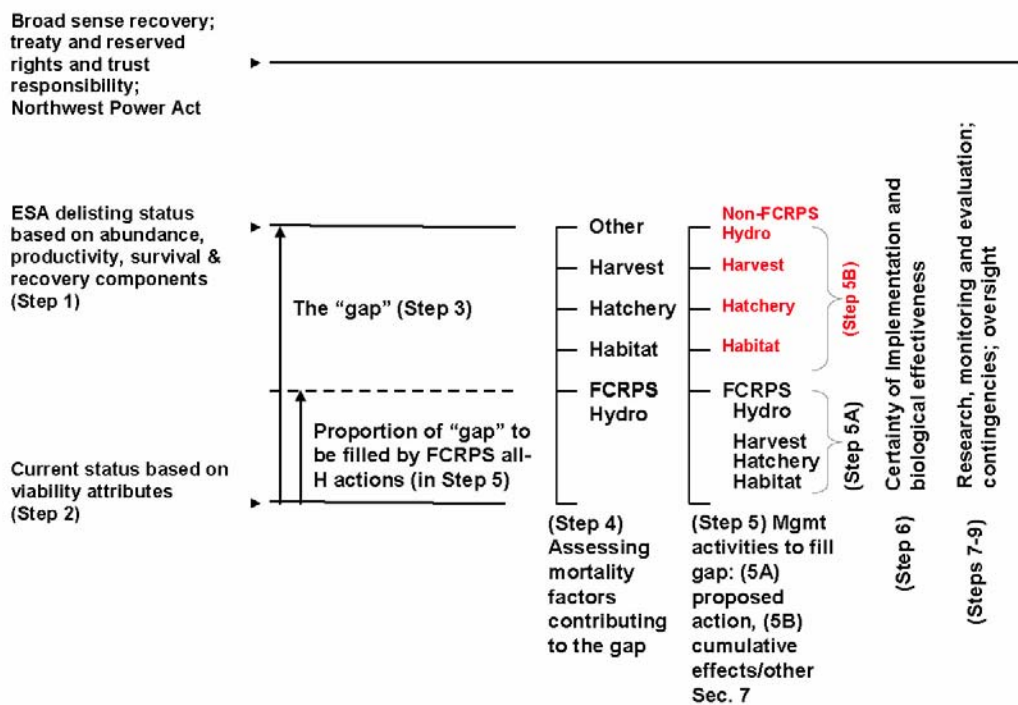 Broad sense recovery;
treaty and reserved
rights and trust
responsibility;
Northwest Power Act
ESA delisting status
based on abundance,
productivity, survival &
recovery components
(Step 1)
Current status based on
viability attributes
(Step 2)
The “gap” (Step 3)
Proportion of “gap” to
be filled by FCRPS all-
H actions (in Step 5)
Other
Harvest
Hatchery
Habitat
FCRPS
Hydro
(Step 4)
Assessing
mortality
factors
contributing
to the gap
Non-FCRPS
Hydro
Harvest
Hatchery
Habitat
(Step 5B)
FCRPS
Hydro
Harvest
Hatchery
Habitat
(Step 5A)
(Step 5) Mgmt
activities to fill
gap: (5A)
proposed
action, (5B)
cumulative
effects/other
Sec. 7
Certainty of Implementation and
biological effectiveness
(Step 6)
Research, monitoring and evaluation;
contingencies; oversight
(Steps 7-9)